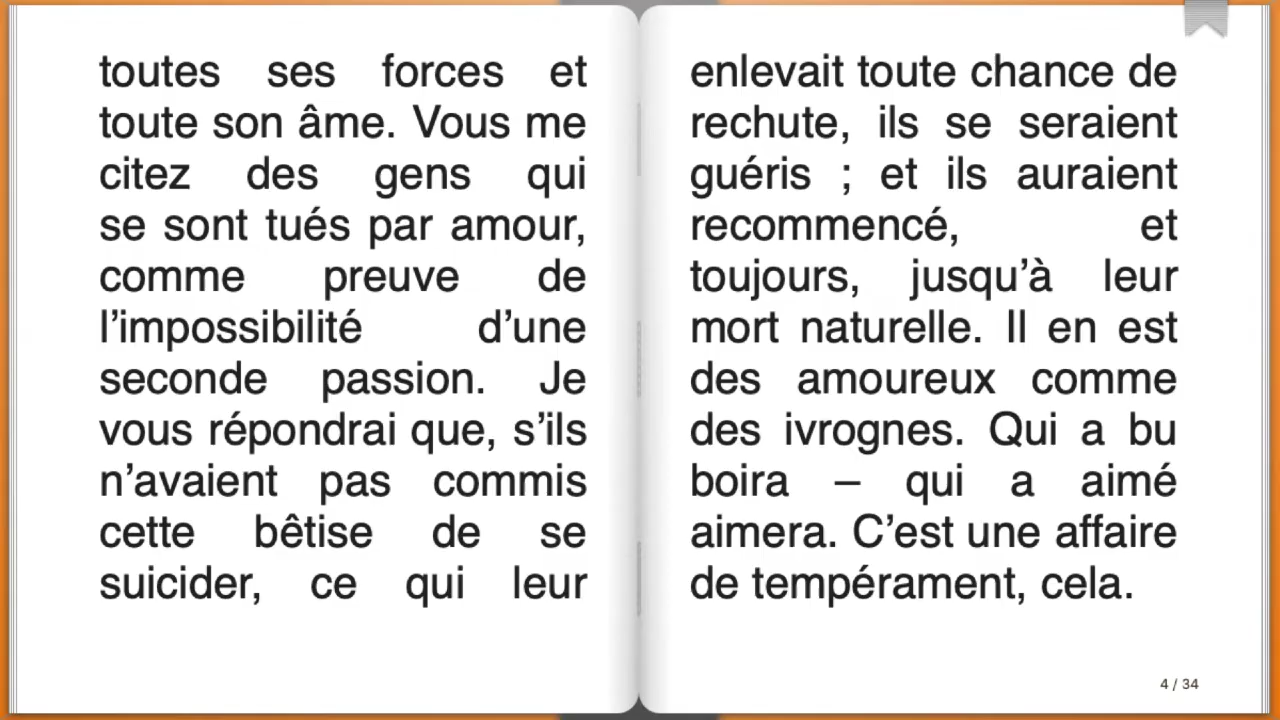 toutes ses forces et
toute son âme. Vous me
citez des gens qui
se sont tués par amour,
comme preuve de
l’impossibilité d’une
seconde passion. Je
vous répondrai que, s’ils
n’avaient pas commis
cette bêtise de se
suicider, ce qui leur
enlevait toute chance de
rechute, ils se seraient
guéris ; et ils auraient
recommencé, et
toujours, jusqu’à leur
mort naturelle. Il en est
des amoureux comme
des ivrognes. Qui a bu
boira – qui a aimé
aimera. C’est une affaire
de tempérament, cela.
4 / 34